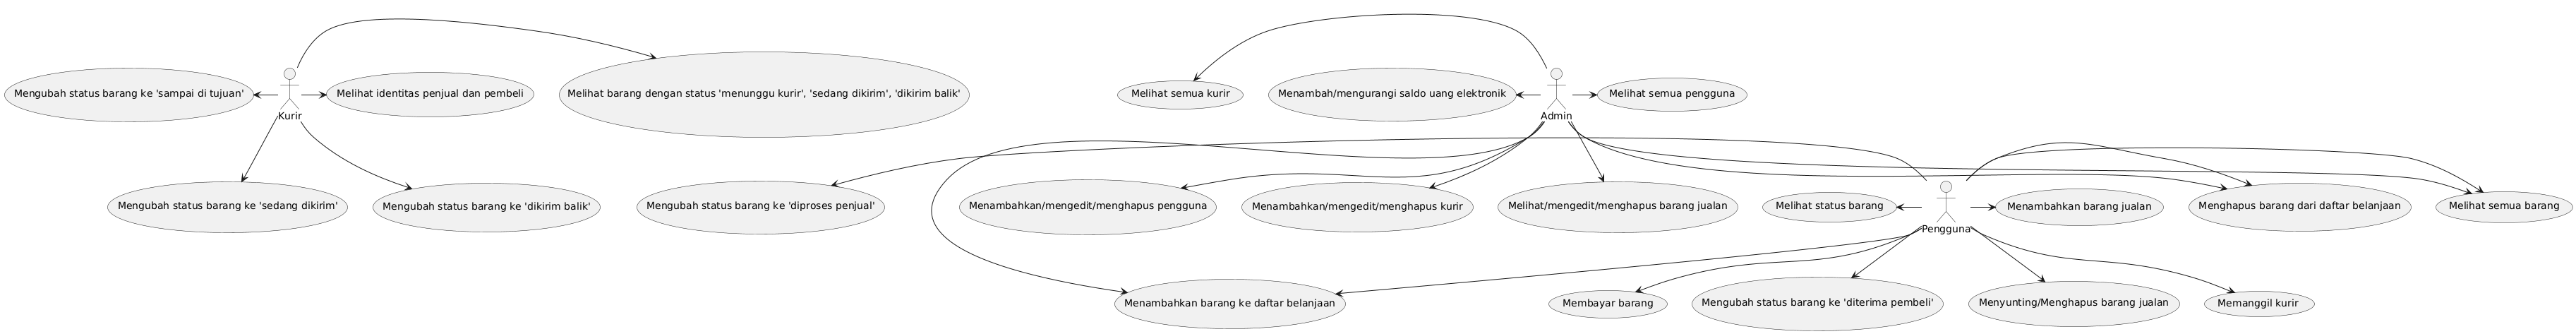 Mengubah status barang ke 'sampai di tujuan'
Kurir
Melihat identitas penjual dan pembeli
Melihat barang dengan status 'menunggu kurir', 'sedang dikirim', 'dikirim balik'
Melihat semua kurir
Menambah/mengurangi saldo uang elektronik
Admin
Melihat semua pengguna
Mengubah status barang ke 'sedang dikirim'
Mengubah status barang ke 'dikirim balik'
Mengubah status barang ke 'diproses penjual'
Menambahkan/mengedit/menghapus pengguna
Menambahkan/mengedit/menghapus kurir
Melihat/mengedit/menghapus barang jualan
Melihat status barang
Pengguna
Menambahkan barang jualan
Menghapus barang dari daftar belanjaan
Melihat semua barang
Menambahkan barang ke daftar belanjaan
Membayar barang
Mengubah status barang ke 'diterima pembeli'
Menyunting/Menghapus barang jualan
Memanggil kurir